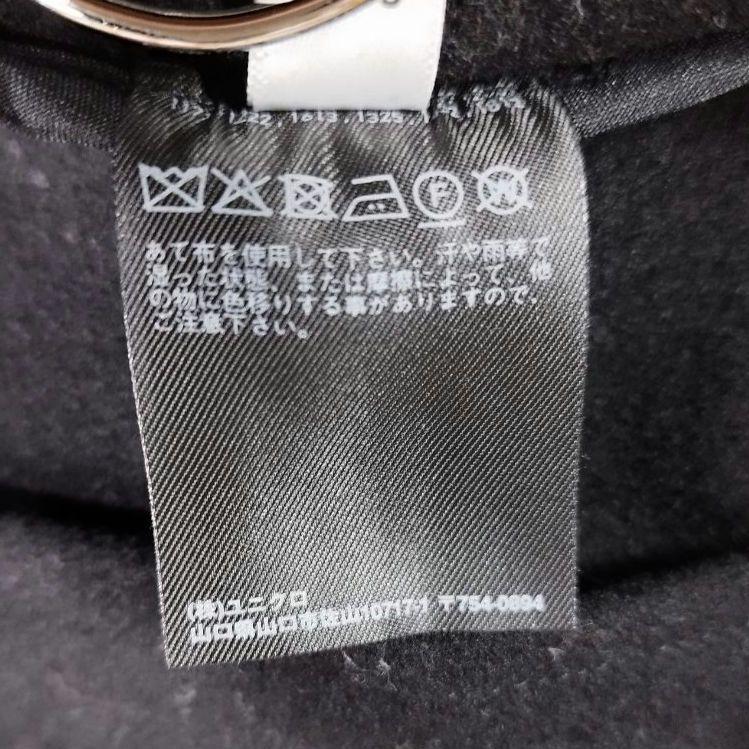 1222, 1613, 1325,
F
W
あて布を使用して下さい。汗や雨等で
湿った状態、または摩擦によって、他
の物に色移りする事がありますので、
ご注意下さい。
(株)ユニクロ
山口県山口市佐山10717-1 〒754-0894